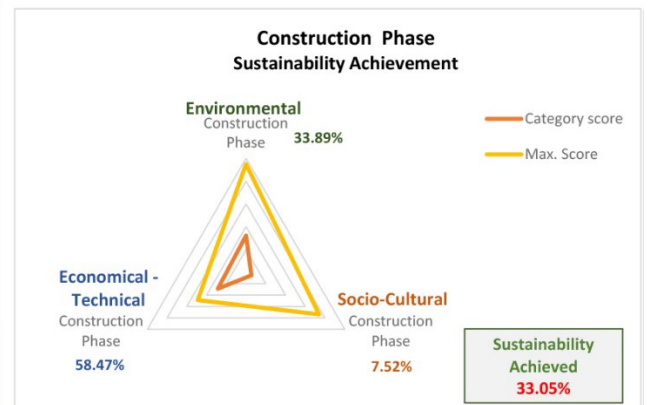 Construction Phase
Sustainability Achievement
Environmental
Construction
Phase
33.89%
Category score
Max. Score
Economical -
Technical
Construction
Phase
58.47%
Socio-Cultural
Construction
Phase
7.52%
Sustainability
Achieved
33.05%